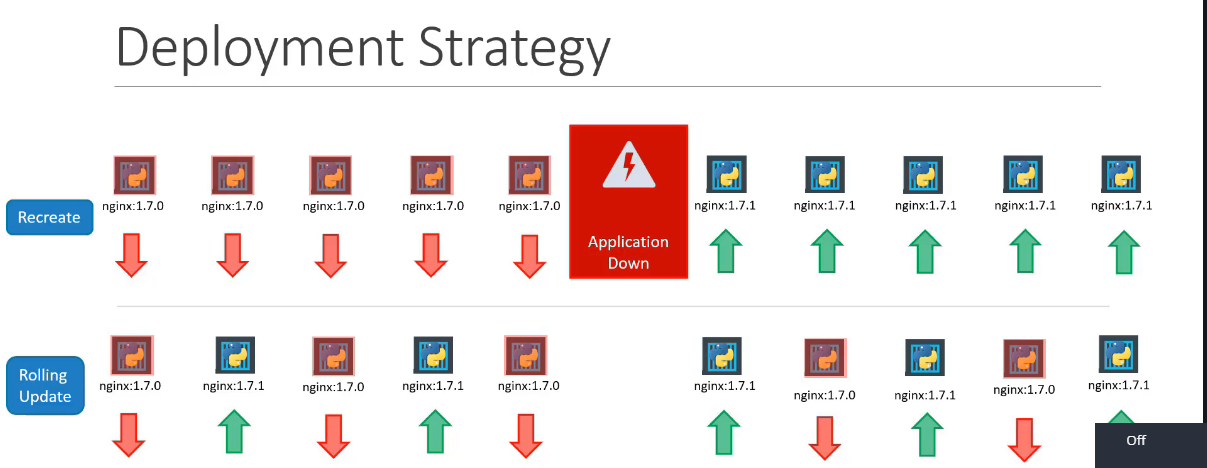 Deployment Strategy
Recreate
nginx:1.7.0 nginx:1.7.0 nginx:1.7.0 nginx:1.7.0 nginx:1.7.0
Application
Down
nginx:1.7.1 nginx:1.7.1 nginx:1.7.1 nginx:1.7.1 nginx:1.7.1
Rolling
Update
nginx:1.7.0 nginx:1.7.1 nginx:1.7.0 nginx:1.7.1 nginx:1.7.0
nginx:1.7.1 nginx:1.7.0 nginx:1.7.1 nginx:1.7.0 nginx:1.7.1
Off